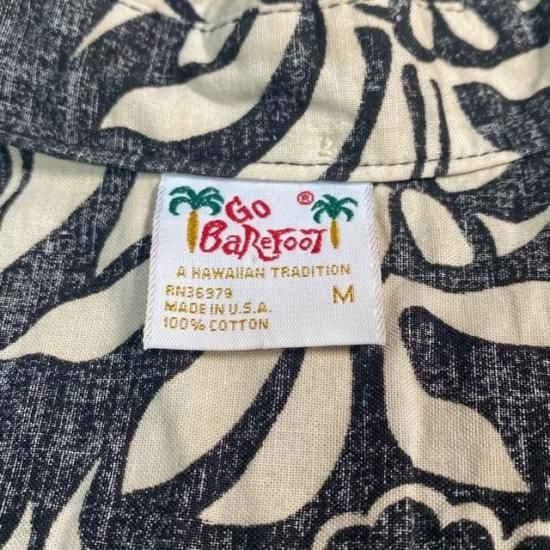 Go ®
BaReFooT
A HAWAIIAN TRADITION
RN36979 M
MADE IN U.S.A.
100% COTTON